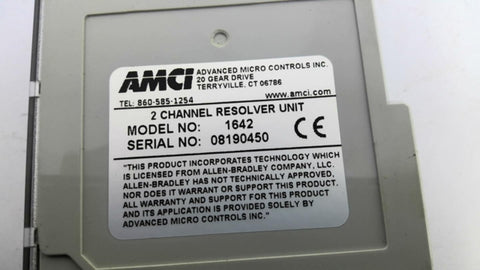 AMCI ADVANCED MICRO CONTROLS INC.
20 GEAR DRIVE
TERRYVILLE, CT 06786
TEL: 860-585-1254 www.amci.com
2 CHANNEL RESOLVER UNIT
MODEL NO: 1642
SERIAL NO: 08190450 CE
"THIS PRODUCT INCORPORATES TECHNOLOGY WHICH
IS LICENSED FROM ALLEN-BRADLEY COMPANY, LLC.
ALLEN-BRADLEY HAS NOT TECHNICALLY APPROVED,
NOR DOES IT WARRANT OR SUPPORT THIS PRODUCT.
ALL WARRANTY AND SUPPORT FOR THIS PRODUCT
AND ITS APPLICATION IS PROVIDED SOLELY BY
ADVANCED MICRO CONTROLS INC."